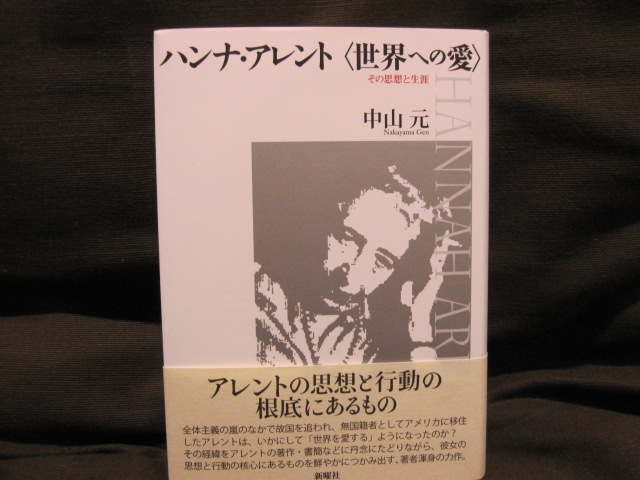 ハンナ・アレント〈世界への愛〉
その思想と生涯
中山 元
Nakayama Gen
HANNAH AR
アレントの思想と行動の
根底にあるもの
全体主義の嵐のなかで故国を追われ、無国籍者としてアメリカに移住
したアレントは、いかにして「世界を愛する」ようになったのか？
その経緯をアレントの著作・書簡などに丹念にたどりながら、彼女の
思想と行動の核心にあるものを鮮やかにつかみ出す、著者渾身の力作。
新曜社